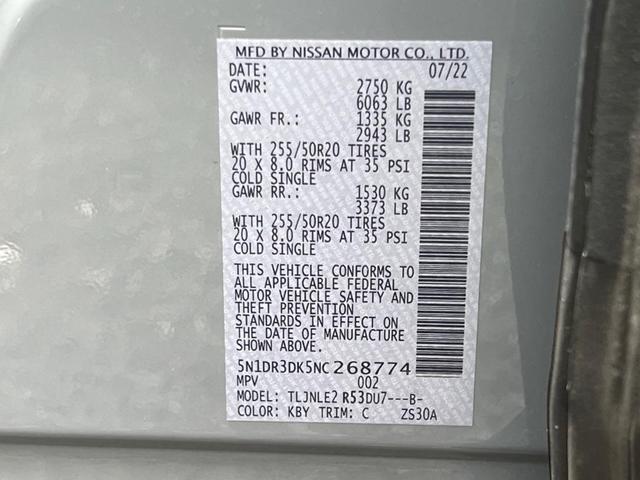 MFD BY NISSAN MOTOR CO., LTD.
DATE: 07/22
GVWR: 2750 KG
6063 LB
GAWR FR.: 1335 KG
2943 LB
WITH 255/50R20 TIRES
20 X 8.0 RIMS AT 35 PSI
COLD SINGLE
GAWR RR.: 1530 KG
3373 LB
WITH 255/50R20 TIRES
20 X 8.0 RIMS AT 35 PSI
COLD SINGLE
THIS VEHICLE CONFORMS TO
ALL APPLICABLE FEDERAL
MOTOR VEHICLE SAFETY AND
THEFT PREVENTION
STANDARDS IN EFFECT ON
THE DATE OF MANUFACTURE
SHOWN ABOVE.
5N1DR3DK5NC268774
MPV 002
MODEL: TLJNLE2 R53DU7---B-
COLOR: KBY TRIM: C ZS30A